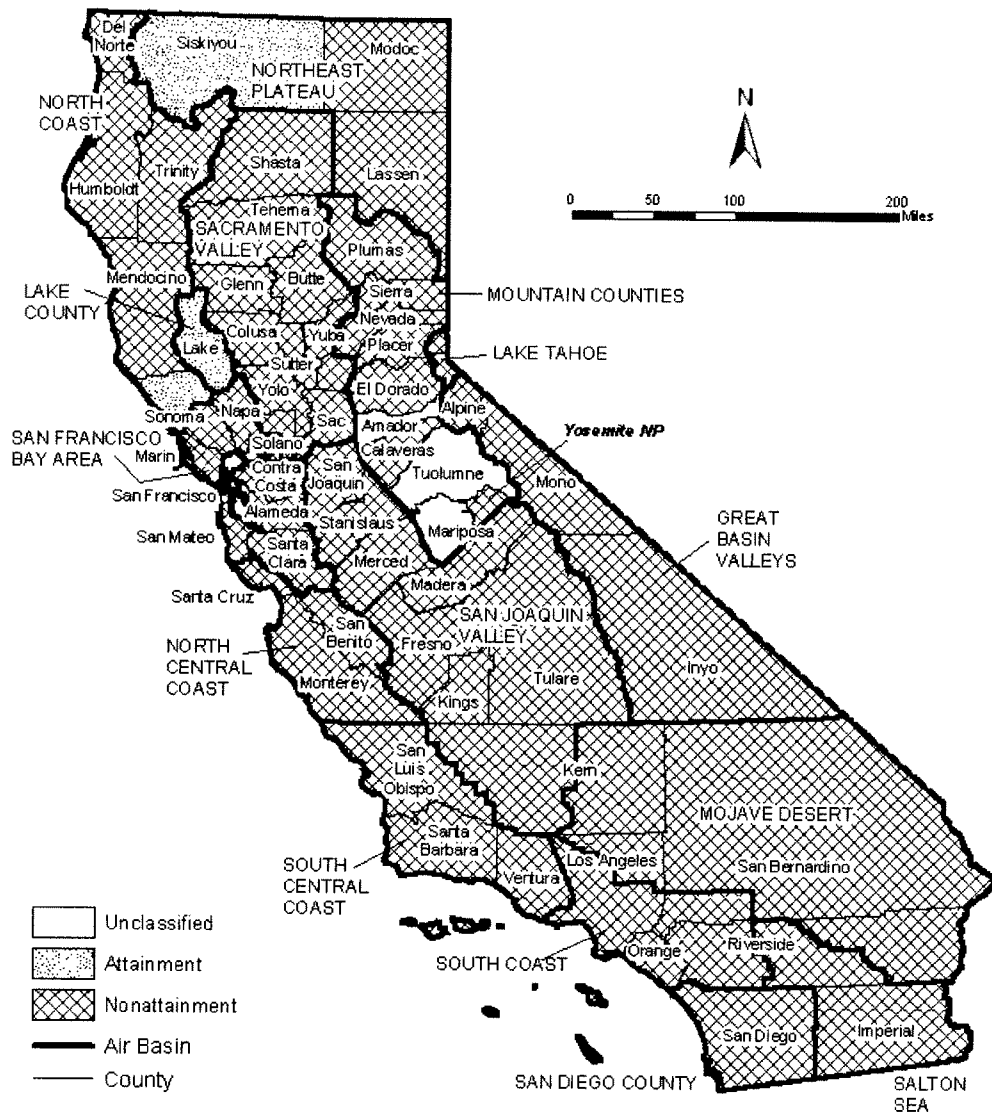 Del
Norte
Siskiyou
Modoc
NORTHEAST
PLATEAU
NORTH
COAST
N
Shasta
Trinity
Lassen
Humboldt
0 50 100 200
Miles
Tehema
SACRAMENTO
VALLEY
Plumas
Mendocino
Glenn
Butte
Sierra
MOUNTAIN COUNTIES
LAKE
COUNTY
Nevada
Colusa
Yuba
Placer
Lake
LAKE TAHOE
Sutter
Yolo
El Dorado
Napa
Alpine
Sonoma
Sac
Amador
Yosemite NP
SAN FRANCISCO
BAY AREA
Solano
Calaveras
Marin
Contra
Costa
San
Joaquin
Tuolumne
Mono
San Francisco
Alameda
Stanislaus
Mariposa
GREAT
BASIN
VALLEYS
San Mateo
Santa
Clara
Merced
Madera
Santa Cruz
SAN JOAQUIN
VALLEY
San
Benito
Fresno
NORTH
CENTRAL
COAST
Inyo
Tulare
Monterey
Kings
San
Luis
Obispo
Kern
MOJAVE DESERT
Santa
Barbara
Los Angeles
San Bernardino
SOUTH
CENTRAL
COAST
Ventura
Unclassified
Orange
Riverside
Attainment
SOUTH COAST
Nonattainment
San Diego
Imperial
Air Basin
County
SAN DIEGO COUNTY
SALTON
SEA